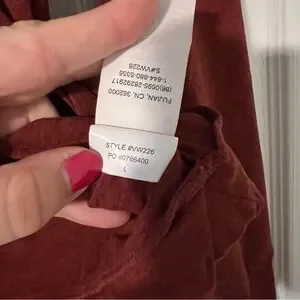 FUJIAN, CN, 362000
(86)0595-28292917
1-844-880-5355
S#VW226
STYLE #VW226
PO #0766400
L